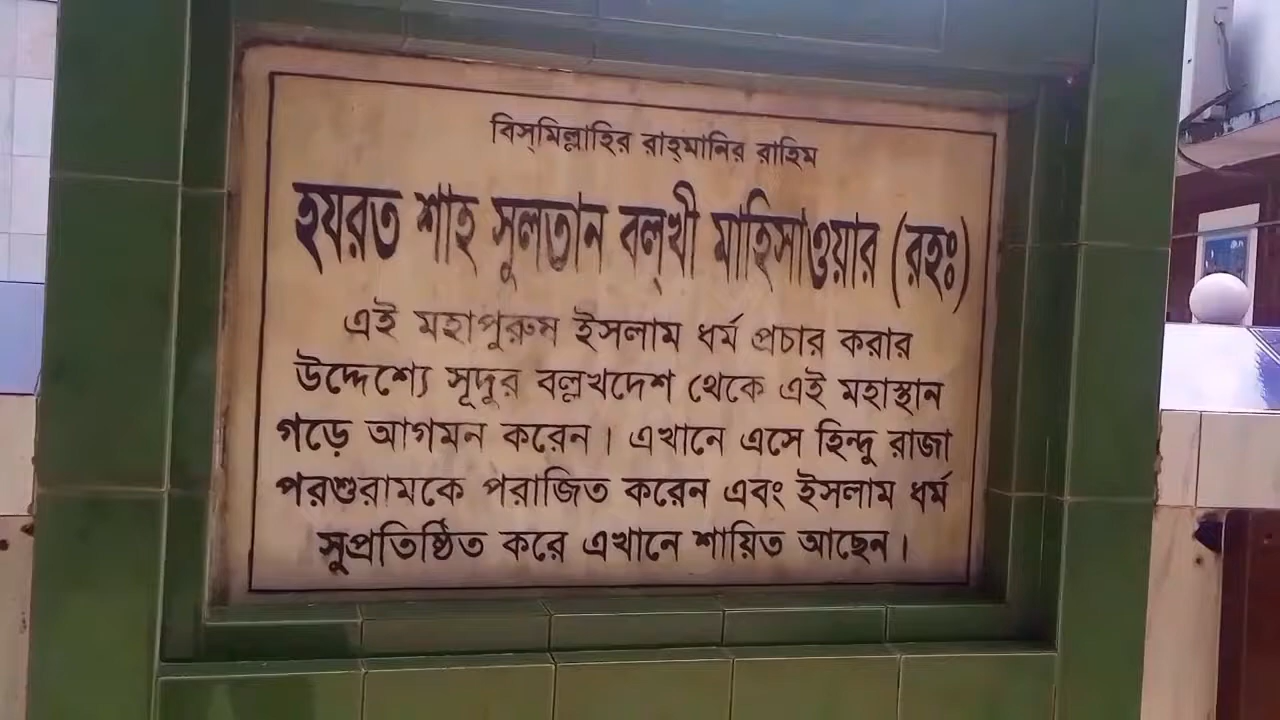 বিস্‌মিল্লাহির রাহ্‌মানির রাহিম
হযরত শাহ সুলতান বল্‌খী মাহিসাওয়ার (রহঃ)
এই মহাপুরুষ ইসলাম ধর্ম প্রচার করার
উদ্দেশ্যে সূদুর বল্লখদেশ থেকে এই মহাস্থান
গড়ে আগমন করেন। এখানে এসে হিন্দু রাজা
পরশুরামকে পরাজিত করেন এবং ইসলাম ধর্ম
সুপ্রতিষ্ঠিত করে এখানে শায়িত আছেন।